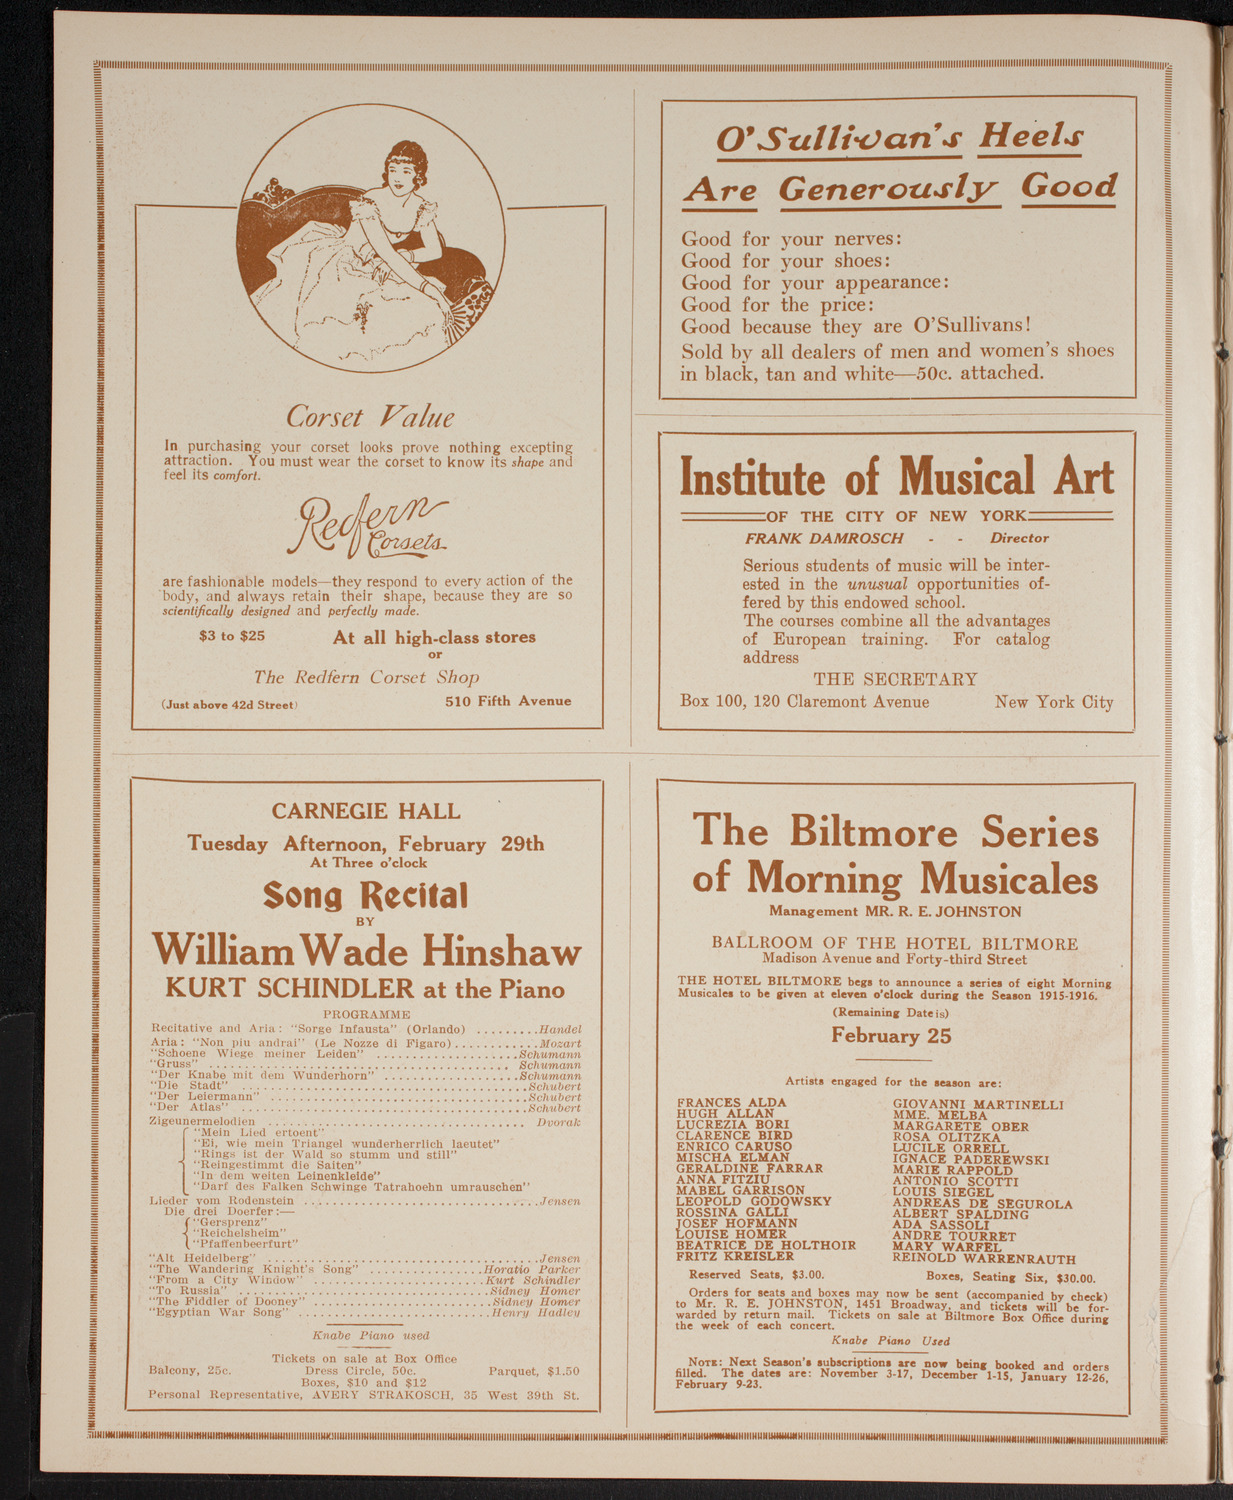 Corset Value
In purchasing your corset looks prove nothing excepting
attraction. You must wear the corset to know its shape and
feel its comfort.
Redfern
Corsets
are fashionable models—they respond to every action of the
body, and always retain their shape, because they are so
scientifically designed and perfectly made.
$3 to $25 At all high-class stores
or
The Redfern Corset Shop
(Just above 42d Street) 510 Fifth Avenue
O'Sullivan's Heels
Are Generously Good
Good for your nerves:
Good for your shoes:
Good for your appearance:
Good for the price:
Good because they are O'Sullivans!
Sold by all dealers of men and women's shoes
in black, tan and white—50c. attached.
Institute of Musical Art
OF THE CITY OF NEW YORK
FRANK DAMROSCH - - Director
Serious students of music will be inter-
ested in the unusual opportunities of-
fered by this endowed school.
The courses combine all the advantages
of European training. For catalog
address
THE SECRETARY
Box 100, 120 Claremont Avenue New York City
CARNEGIE HALL
Tuesday Afternoon, February 29th
At Three o'clock
Song Recital
BY
William Wade Hinshaw
KURT SCHINDLER at the Piano
PROGRAMME
Recitative and Aria: "Sorge Infausta" (Orlando) .........Handel
Aria: "Non piu andrai" (Le Nozze di Figaro)...........Mozart
"Schoene Wiege meiner Leiden" ....................Schumann
"Gruss" ..........................................Schumann
"Der Knabe mit dem Wunderhorn" ...................Schumann
"Die Stadt" ........................................Schubert
"Der Leiermann" ....................................Schubert
"Der Atlas" ........................................Schubert
Zigeunermelodien .................................... Dvorak
"Mein Lied ertoent"
"Ei, wie mein Triangel wunderherrlich laeutet"
"Rings ist der Wald so stumm und still"
"Reingestimmt die Saiten"
"In dem weiten Leinenkleide"
"Darf des Falken Schwinge Tatrahoehn umrauschen"
Lieder vom Rodenstein .................................Jensen
Die drei Doerfer:—
"Gersprenz"
"Reichelsheim"
"Pfaffenbeerfurt"
"Alt Heidelberg" ......................................Jensen
"The Wandering Knight's Song" ................Horatio Parker
"From a City Window" .......................Kurt Schindler
"To Russia" ..................................Sidney Homer
"The Fiddler of Dooney" .........................Sidney Homer
"Egyptian War Song" ...........................Henry Hadley
Knabe Piano used
Tickets on sale at Box Office
Balcony, 25c. Dress Circle, 50c. Parquet, $1.50
Boxes, $10 and $12
Personal Representative, AVERY STRAKOSCH, 35 West 39th St.
The Biltmore Series
of Morning Musicales
Management MR. R. E. JOHNSTON
BALLROOM OF THE HOTEL BILTMORE
Madison Avenue and Forty-third Street
THE HOTEL BILTMORE begs to announce a series of eight Morning
Musicales to be given at eleven o'clock during the Season 1915-1916.
(Remaining Date is)
February 25
Artists engaged for the season are:
FRANCES ALDA
HUGH ALLAN
LUCREZIA BORI
CLARENCE BIRD
ENRICO CARUSO
MISCHA ELMAN
GERALDINE FARRAR
ANNA FITZIU
MABEL GARRISON
LEOPOLD GODOWSKY
ROSSINA GALLI
JOSEF HOFMANN
LOUISE HOMER
BEATRICE DE HOLTHOIR
FRITZ KREISLER
GIOVANNI MARTINELLI
MME. MELBA
MARGARETE OBER
ROSA OLITZKA
LUCILE ORRELL
IGNACE PADEREWSKI
MARIE RAPPOLD
ANTONIO SCOTTI
LOUIS SIEGEL
ANDREAS DE SEGUROLA
ALBERT SPALDING
ADA SASSOLI
ANDRE TOURRET
MARY WARFEL
REINOLD WARRENRAUTH
Reserved Seats, $3.00. Boxes, Seating Six, $30.00.
Orders for seats and boxes may now be sent (accompanied by check)
to Mr. R. E. JOHNSTON, 1451 Broadway, and tickets will be for-
warded by return mail. Tickets on sale at Biltmore Box Office during
the week of each concert.
Knabe Piano Used
NOTE: Next Season's subscriptions are now being booked and orders
filled. The dates are: November 3-17, December 1-15, January 12-26,
February 9-23.